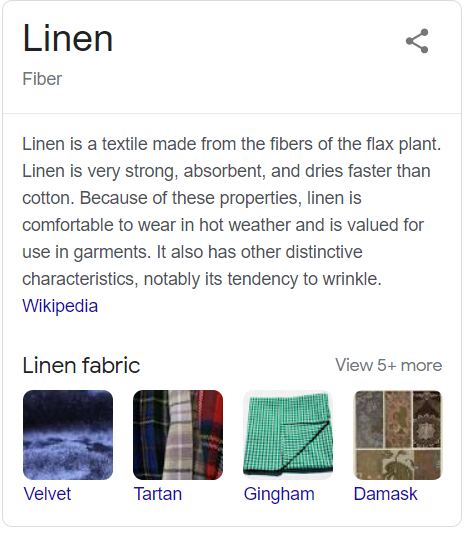 Linen
Fiber
Linen is a textile made from the fibers of the flax plant.
Linen is very strong, absorbent, and dries faster than
cotton. Because of these properties, linen is
comfortable to wear in hot weather and is valued for
use in garments. It also has other distinctive
characteristics, notably its tendency to wrinkle.
Wikipedia
Linen fabric View 5+ more
Velvet Tartan Gingham Damask